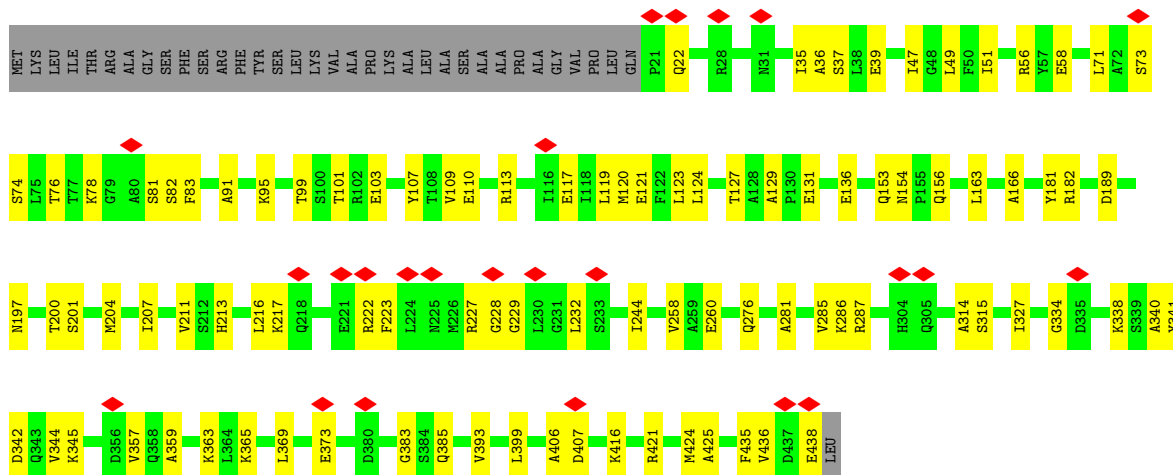 MET LYS LEU ILE THR ARG ALA GLY SER PHE SER ARG PHE TYR SER LEU LYS VAL ALA PRO LYS ALA LEU ALA SER ALA ALA PRO ALA GLY VAL PRO LEU GLN P21 Q22 R28 N31 I35 A36 S37 L38 E39 I47 G48 L49 F50 I51 R56 Y57 E58 L71 A72 S73
S74 L75 T76 T77 K78 G79 A80 S81 S82 F83 A91 K95 T99 S100 T101 R102 E103 Y107 T108 V109 E110 R113 I116 E117 I118 L119 M120 E121 F122 L123 L124 T127 A128 A129 P130 E131 E136 Q153 N154 P155 Q156 L163 A166 Y181 R182 D189
N197 T200 S201 M204 I207 V211 S212 H213 L216 K217 Q218 E221 R222 F223 L224 N225 M226 R227 G228 G229 L230 G231 L232 S233 I244 V258 A259 E260 Q276 A281 V285 K286 R287 H304 Q305 A314 S315 I327 G334 D335 K338 S339 A340
D342 Q343 V344 K345 D356 V357 Q358 A359 K363 L364 K365 L369 E373 D380 G383 S384 Q385 V393 L399 A406 D407 K416 R421 M424 A425 F435 V436 D437 E438 LEU